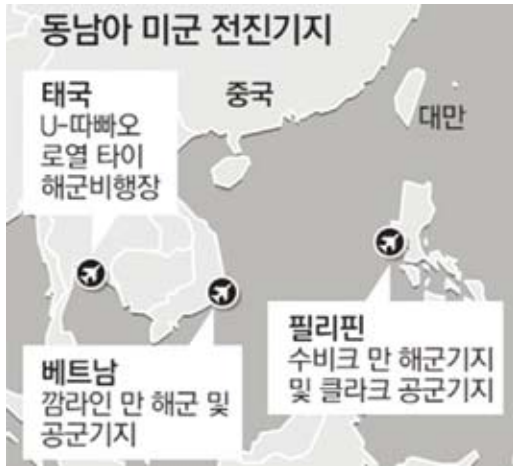 동남아 미군 전진기지
태국
U-따빠오
로열 타이
해군비행장
중국
대만
필리핀
수비크 만 해군기지
및 클라크 공군기지
베트남
깜라인 만 해군 및
공군기지